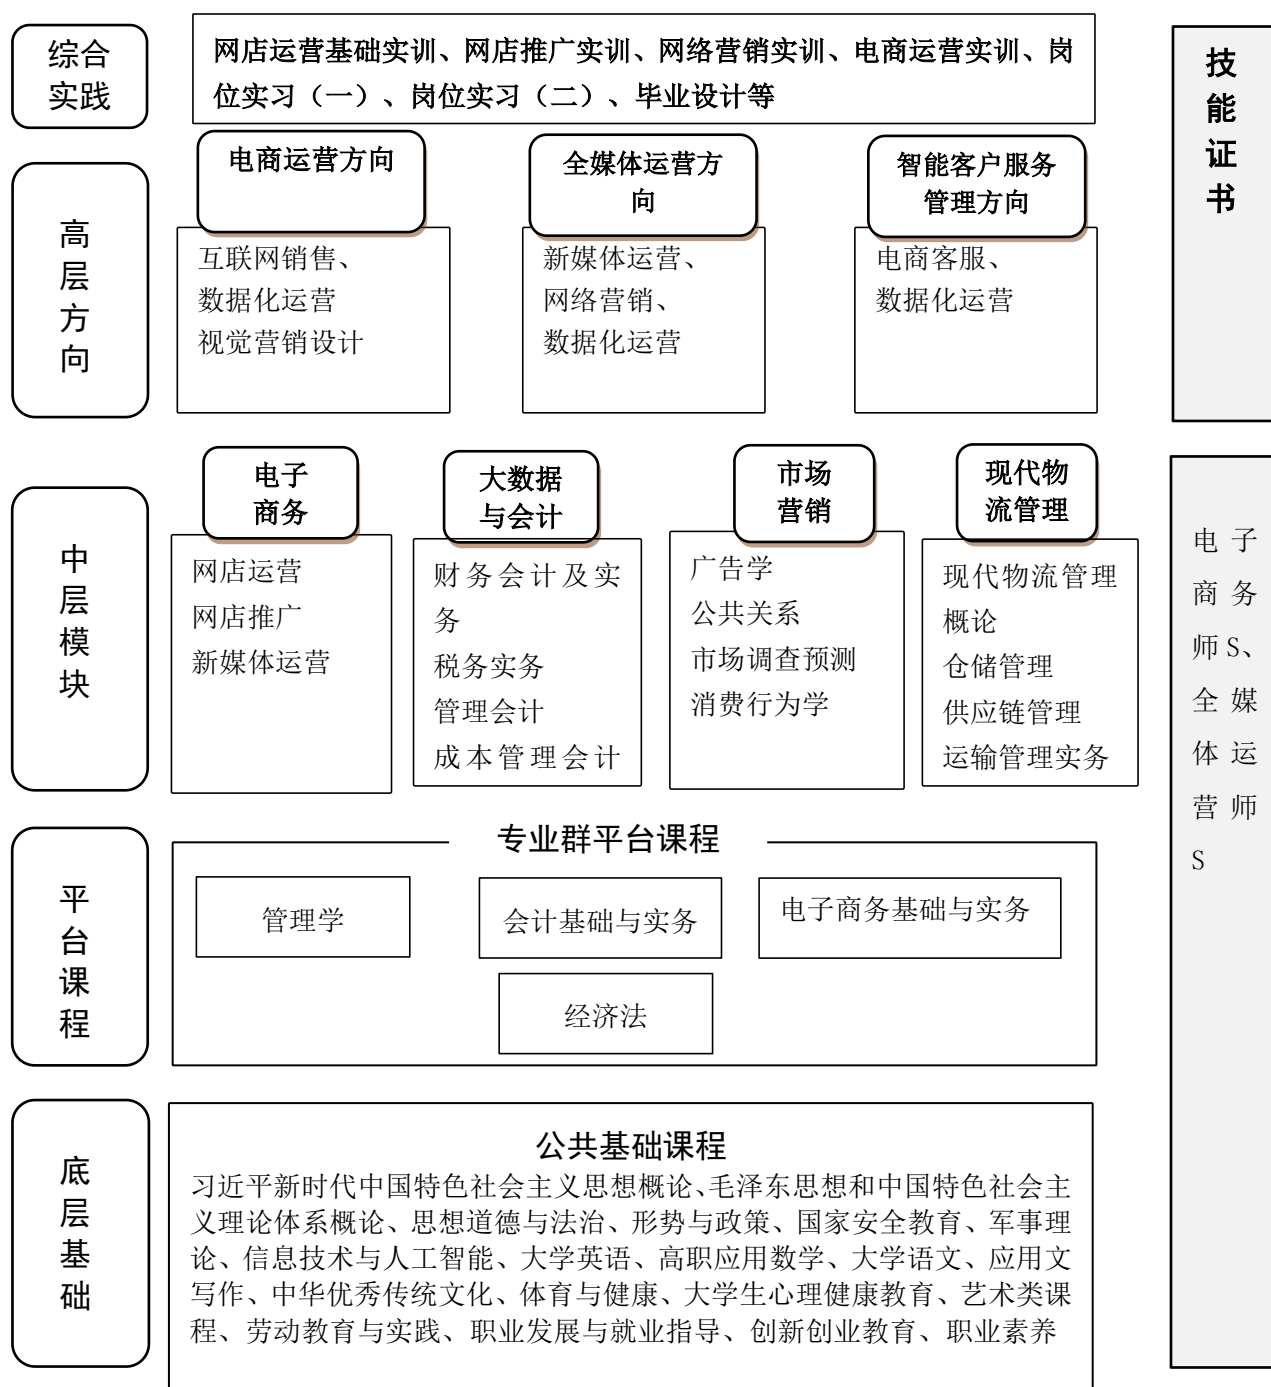 综合
实践
网店运营基础实训、网店推广实训、网络营销实训、电商运营实训、岗
位实习（一）、岗位实习（二）、毕业设计等
技
能
证
书
高
层
方
向
电商运营方向
互联网销售、
数据化运营
视觉营销设计
全媒体运营方
向
新媒体运营、
网络营销、
数据化运营
智能客户服务
管理方向
电商客服、
数据化运营
中
层
模
块
电子
商务
网店运营
网店推广
新媒体运营
大数据
与会计
财务会计及实
务
税务实务
管理会计
成本管理会计
市场
营销
广告学
公共关系
市场调查预测
消费行为学
现代物
流管理
现代物流管理
概论
仓储管理
供应链管理
运输管理实务
电子
商务
师S、
全媒
体运
营师
S
平
台
课
程
专业群平台课程
管理学
会计基础与实务
电子商务基础与实务
经济法
底
层
基
础
公共基础课程
习近平新时代中国特色社会主义思想概论、毛泽东思想和中国特色社会主
义理论体系概论、思想道德与法治、形势与政策、国家安全教育、军事理
论、信息技术与人工智能、大学英语、高职应用数学、大学语文、应用文
写作、中华优秀传统文化、体育与健康、大学生心理健康教育、艺术类课
程、劳动教育与实践、职业发展与就业指导、创新创业教育、职业素养